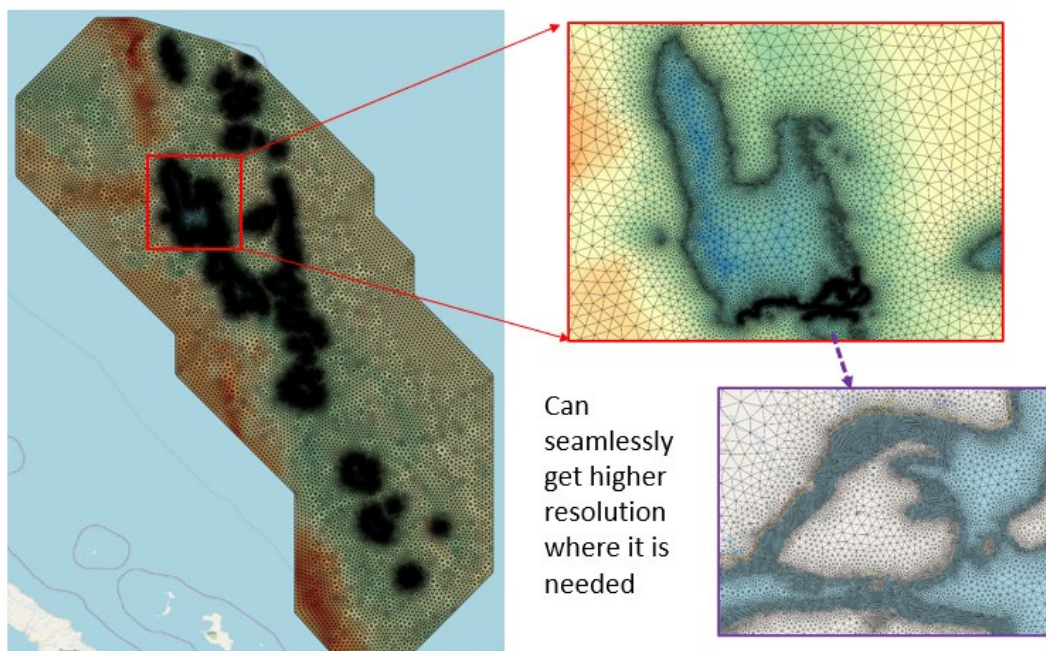 Can
seamlessly
get higher
resolution
where it is
needed